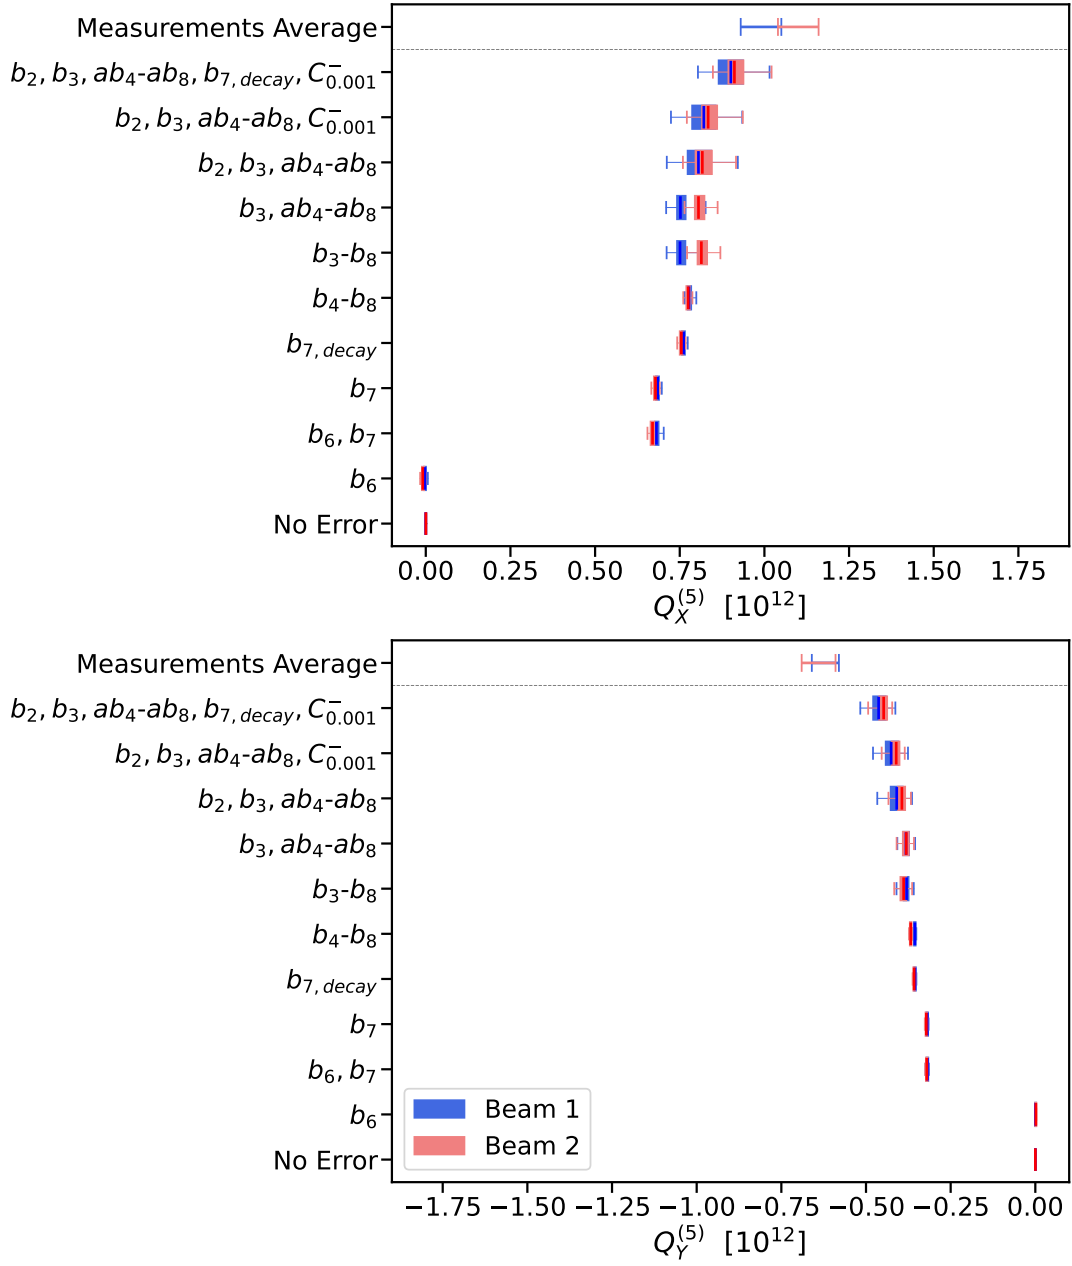 Measurements Average
b₂, b₃, ab₄-ab₈, b₇,decay, C⁻₀.₀₀₁
b₂, b₃, ab₄-ab₈, C⁻₀.₀₀₁
b₂, b₃, ab₄-ab₈
b₃, ab₄-ab₈
b₃-b₈
b₄-b₈
b₇,decay
b₇
b₆, b₇
b₆
No Error
0.00 0.25 0.50 0.75 1.00 1.25 1.50 1.75
Q_X⁽⁵⁾ [10¹²]
Measurements Average
b₂, b₃, ab₄-ab₈, b₇,decay, C⁻₀.₀₀₁
b₂, b₃, ab₄-ab₈, C⁻₀.₀₀₁
b₂, b₃, ab₄-ab₈
b₃, ab₄-ab₈
b₃-b₈
b₄-b₈
b₇,decay
b₇
b₆, b₇
b₆
No Error
Beam 1
Beam 2
−1.75 −1.50 −1.25 −1.00 −0.75 −0.50 −0.25 0.00
Q_Y⁽⁵⁾ [10¹²]